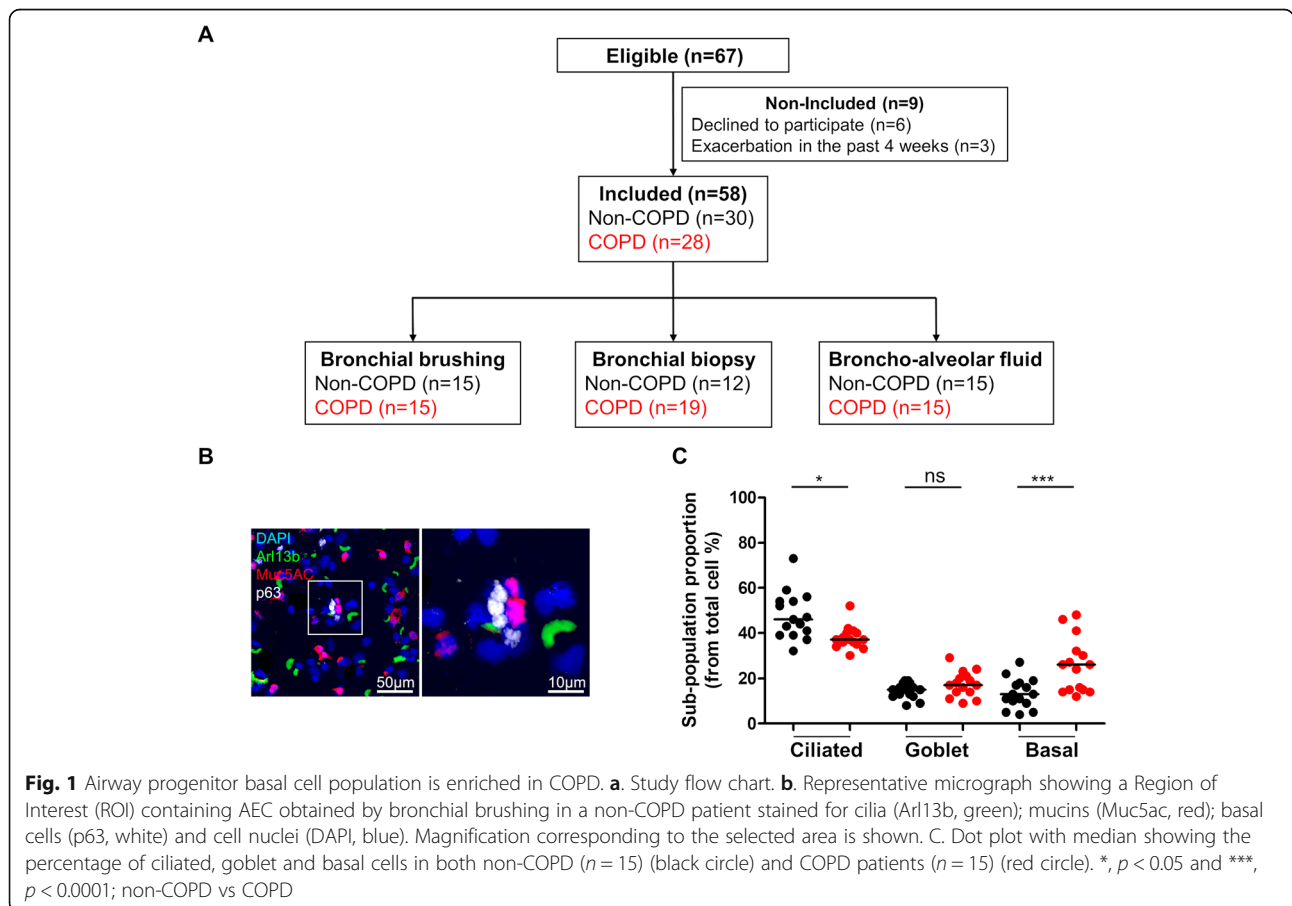 A
Eligible (n=67)
Non-Included (n=9)
Declined to participate (n=6)
Exacerbation in the past 4 weeks (n=3)
Included (n=58)
Non-COPD (n=30)
COPD (n=28)
Bronchial brushing
Non-COPD (n=15)
COPD (n=15)
Bronchial biopsy
Non-COPD (n=12)
COPD (n=19)
Broncho-alveolar fluid
Non-COPD (n=15)
COPD (n=15)
B
DAPI
Arl13b
Muc5AC
p63
50µm
10µm
C
* ns ***
Sub-population proportion
(from total cell %)
100
80
60
40
20
0
Ciliated Goblet Basal
Fig. 1 Airway progenitor basal cell population is enriched in COPD. a. Study flow chart. b. Representative micrograph showing a Region of
Interest (ROI) containing AEC obtained by bronchial brushing in a non-COPD patient stained for cilia (Arl13b, green); mucins (Muc5ac, red); basal
cells (p63, white) and cell nuclei (DAPI, blue). Magnification corresponding to the selected area is shown. C. Dot plot with median showing the
percentage of ciliated, goblet and basal cells in both non-COPD (n = 15) (black circle) and COPD patients (n = 15) (red circle). *, p < 0.05 and ***,
p < 0.0001; non-COPD vs COPD